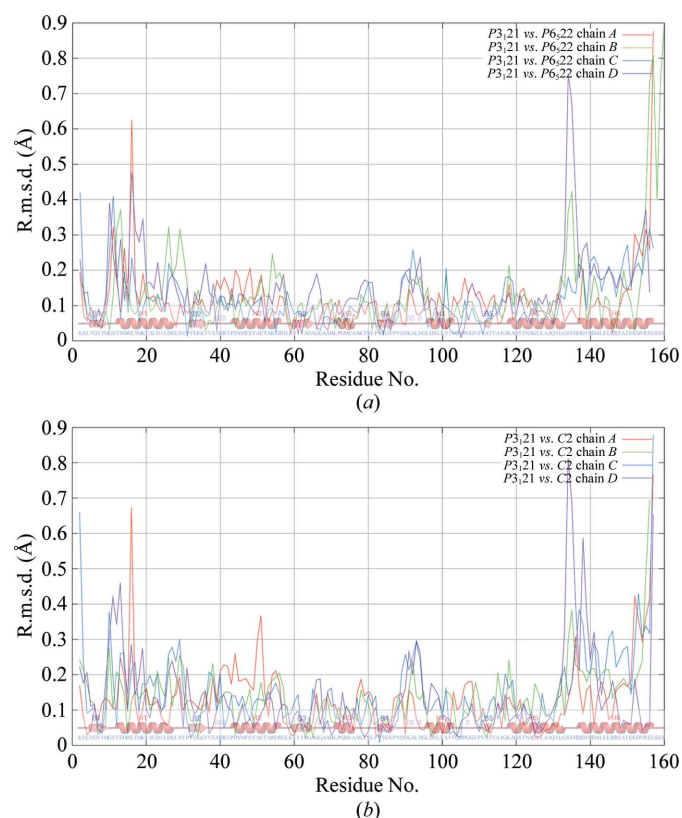 P3₁21 vs. P6₅22 chain A
P3₁21 vs. P6₅22 chain B
P3₁21 vs. P6₅22 chain C
P3₁21 vs. P6₅22 chain D
0.9
0.8
0.7
0.6
0.5
0.4
0.3
0.2
0.1
0
R.m.s.d. (Å)
0 20 40 60 80 100 120 140 160
Residue No.
(a)
P3₁21 vs. C2 chain A
P3₁21 vs. C2 chain B
P3₁21 vs. C2 chain C
P3₁21 vs. C2 chain D
0.9
0.8
0.7
0.6
0.5
0.4
0.3
0.2
0.1
0
R.m.s.d. (Å)
0 20 40 60 80 100 120 140 160
Residue No.
(b)